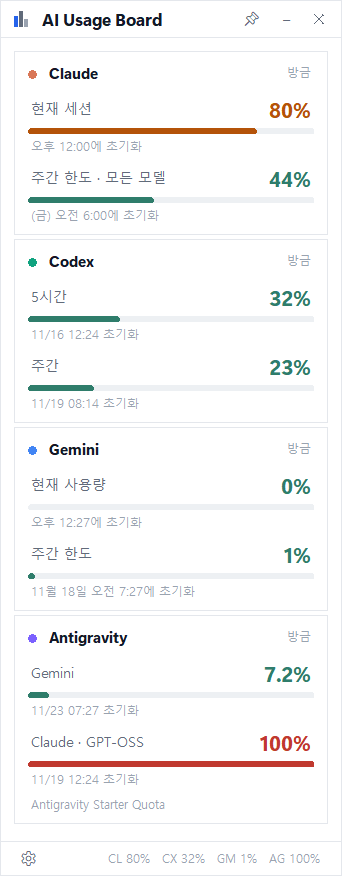 AI Usage Board
Claude 방금
현재 세션 80%
오후 12:00에 초기화
주간 한도 · 모든 모델 44%
(금) 오전 6:00에 초기화
Codex 방금
5시간 32%
11/16 12:24 초기화
주간 23%
11/19 08:14 초기화
Gemini 방금
현재 사용량 0%
오후 12:27에 초기화
주간 한도 1%
11월 18일 오전 7:27에 초기화
Antigravity 방금
Gemini 7.2%
11/23 07:27 초기화
Claude · GPT-OSS 100%
11/19 12:24 초기화
Antigravity Starter Quota
CL 80% CX 32% GM 1% AG 100%